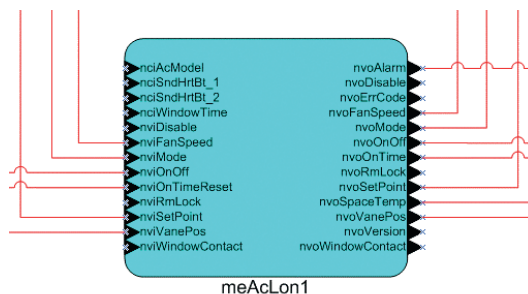 nciAcModel nvoAlarm
nciSndHrtBt_1 nvoDisable
nciSndHrtBt_2 nvoErrCode
nciWindowTime nvoFanSpeed
nviDisable nvoMode
nviFanSpeed nvoOnOff
nviMode nvoOnTime
nviOnOff nvoRmLock
nviOnTimeReset nvoSetPoint
nviRmLock nvoSpaceTemp
nviSetPoint nvoVanePos
nviVanePos nvoVersion
nviWindowContact nvoWindowContact
meAcLon1